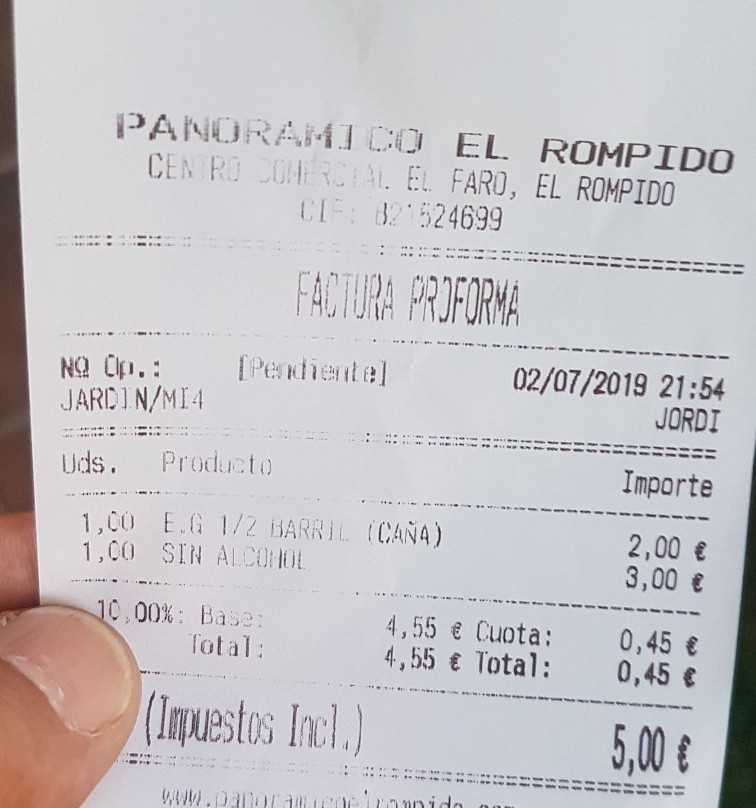 PANORAMICO EL ROMPIDO
CENTRO COMERCIAL EL FARO, EL ROMPIDO
CIF: B21524699
FACTURA PROFORMA
Nº Op.: [Pendiente] 02/07/2019 21:54
JARDIN/MI4 JORDI
Uds. Producto Importe
1,00 E.G 1/2 BARRIL (CAÑA) 2,00 €
1,00 SIN ALCOHOL 3,00 €
10,00%: Base: 4,55 € Cuota: 0,45 €
Total: 4,55 € Total: 0,45 €
(Impuestos Incl.) 5,00 €